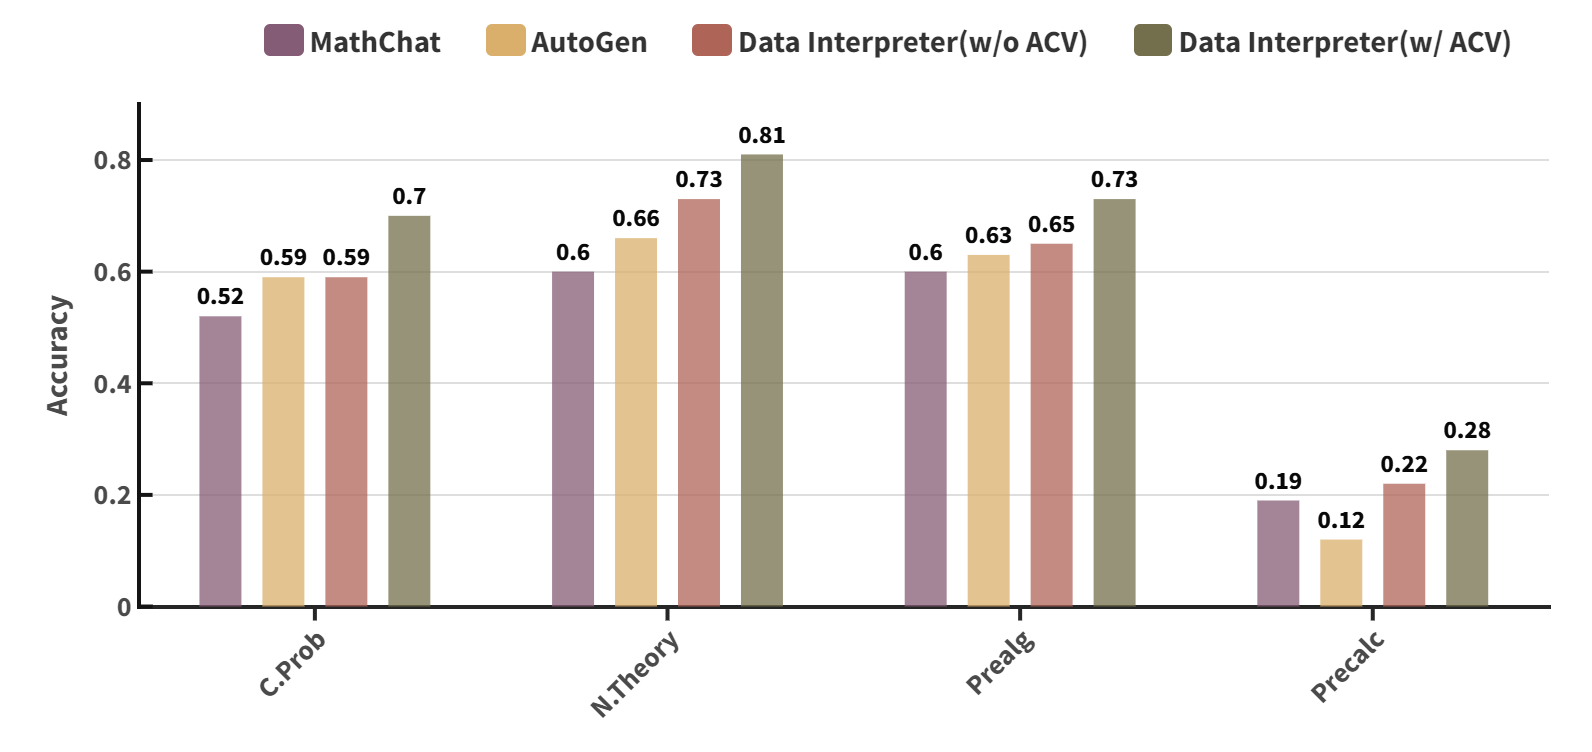 MathChat AutoGen Data Interpreter(w/o ACV) Data Interpreter(w/ ACV)
Accuracy
0.8
0.6
0.4
0.2
0
0.52 0.59 0.59 0.7
0.6 0.66 0.73 0.81
0.6 0.63 0.65 0.73
0.19 0.12 0.22 0.28
C.Prob N.Theory Prealg Precalc